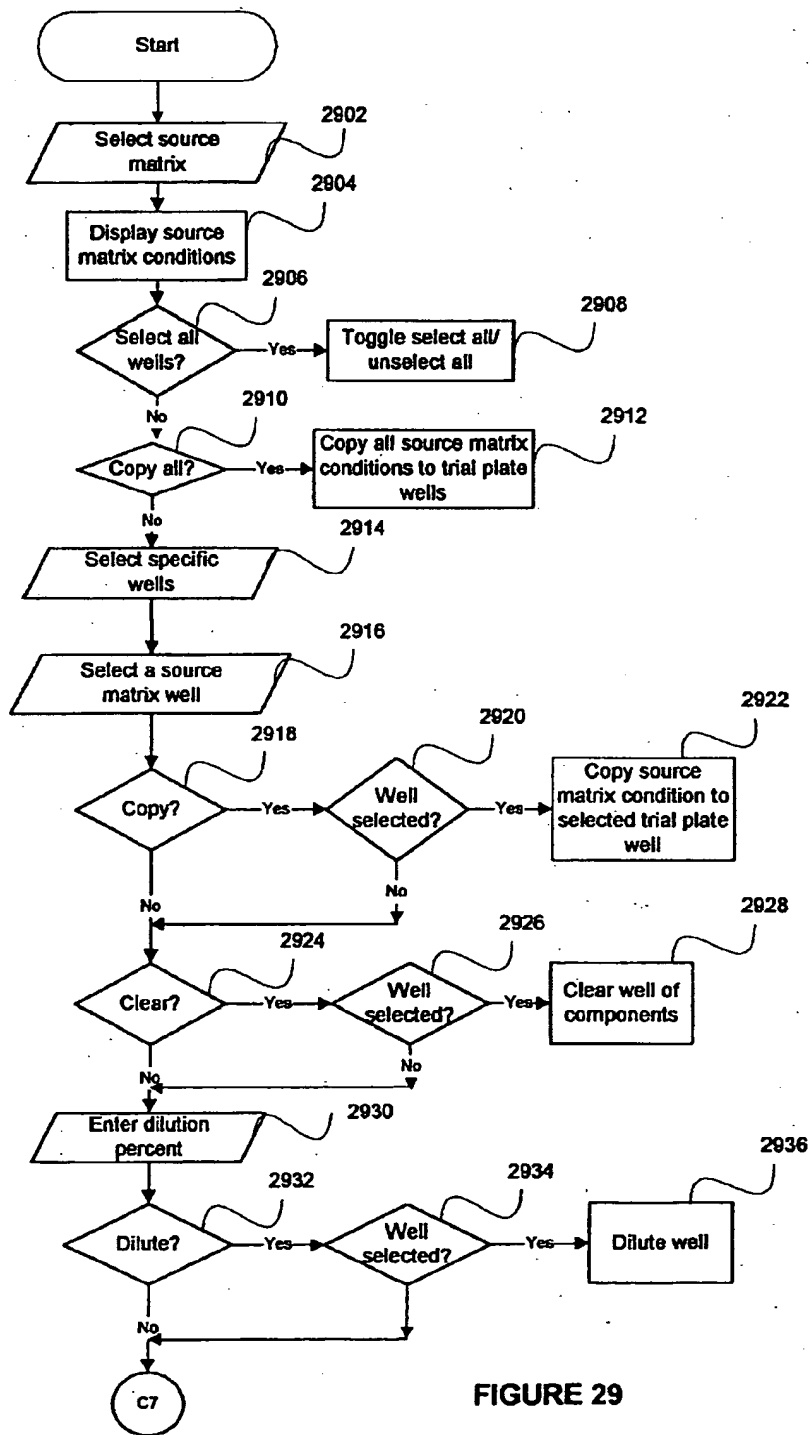 Start
2902
Select source
matrix
2904
Display source
matrix conditions
2906
Select all
wells?
Yes
2908
Toggle select all/
unselect all
No
2910
Copy all?
Yes
2912
Copy all source matrix
conditions to trial plate
wells
No
2914
Select specific
wells
2916
Select a source
matrix well
2918
Copy?
Yes
2920
Well
selected?
Yes
2922
Copy source
matrix condition to
selected trial plate
well
No
No
2924
Clear?
Yes
2926
Well
selected?
Yes
2928
Clear well of
components
No
No
2930
Enter dilution
percent
2932
Dilute?
Yes
2934
Well
selected?
Yes
2936
Dilute well
No
C7
FIGURE 29